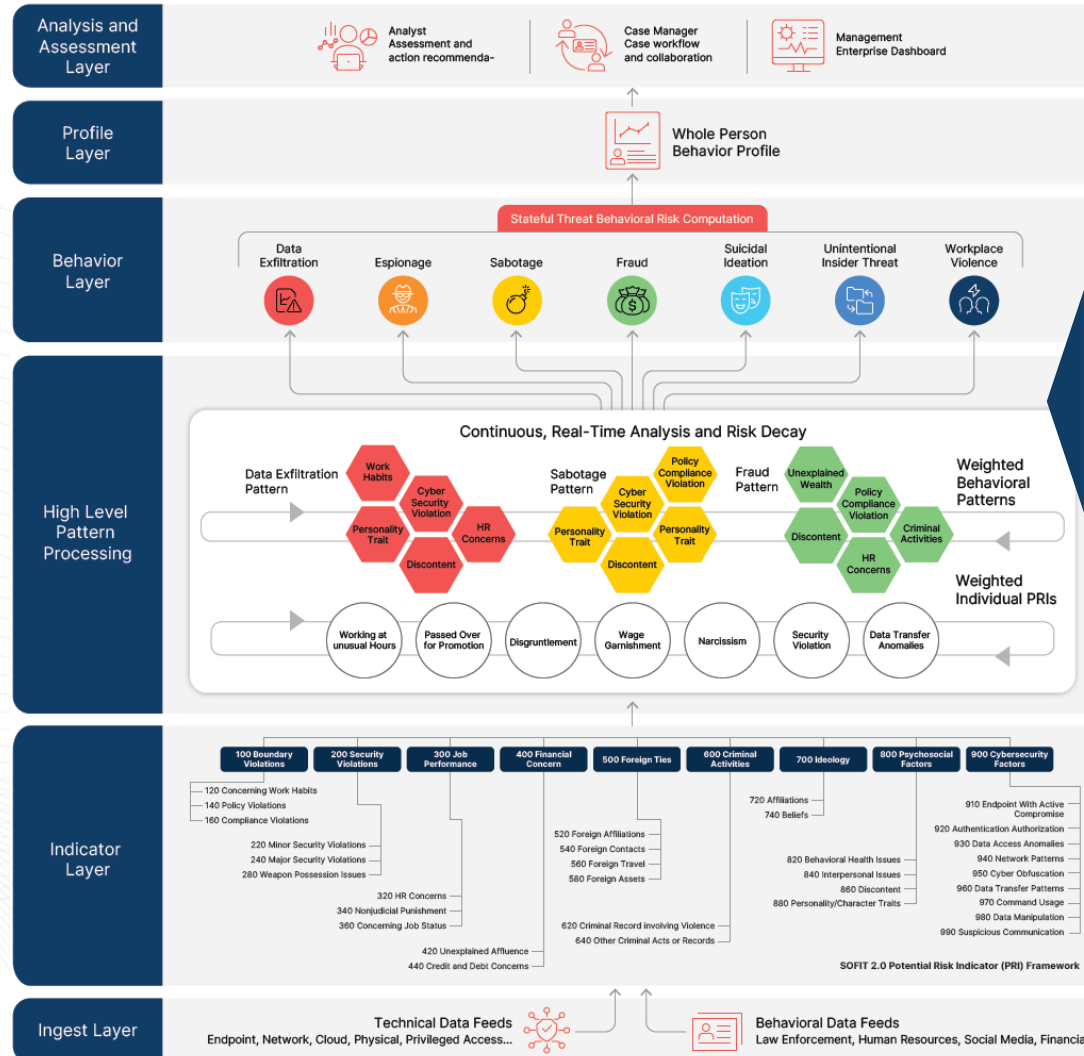 Analysis and
Assessment
Layer
Analyst
Assessment and
action recommenda-
Case Manager
Case workflow
and collaboration
Management
Enterprise Dashboard
Profile
Layer
Whole Person
Behavior Profile
Behavior
Layer
Stateful Threat Behavioral Risk Computation
Data
Exfiltration
Espionage
Sabotage
Fraud
Suicidal
Ideation
Unintentional
Insider Threat
Workplace
Violence
High Level
Pattern
Processing
Continuous, Real-Time Analysis and Risk Decay
Data Exfiltration
Pattern
Work
Habits
Cyber
Security
Violation
Personality
Trait
HR
Concerns
Discontent
Sabotage
Pattern
Policy
Compliance
Violation
Cyber
Security
Violation
Personality
Trait
Personality
Trait
Discontent
Fraud
Pattern
Unexplained
Wealth
Policy
Compliance
Violation
Discontent
Criminal
Activities
HR
Concerns
Weighted
Behavioral
Patterns
Weighted
Individual PRIs
Working at
unusual Hours
Passed Over
for Promotion
Disgruntlement
Wage
Garnishment
Narcissism
Security
Violation
Data Transfer
Anomalies
Indicator
Layer
100 Boundary
Violations
120 Concerning Work Habits
140 Policy Violations
160 Compliance Violations
200 Security
Violations
220 Minor Security Violations
240 Major Security Violations
280 Weapon Possession Issues
300 Job
Performance
320 HR Concerns
340 Nonjudicial Punishment
360 Concerning Job Status
400 Financial
Concern
420 Unexplained Affluence
440 Credit and Debt Concerns
500 Foreign Ties
520 Foreign Affiliations
540 Foreign Contacts
560 Foreign Travel
580 Foreign Assets
600 Criminal
Activities
620 Criminal Record involving Violence
640 Other Criminal Acts or Records
700 Ideology
720 Affiliations
740 Beliefs
800 Psychosocial
Factors
820 Behavioral Health Issues
840 Interpersonal Issues
860 Discontent
880 Personality/Character Traits
900 Cybersecurity
Factors
910 Endpoint With Active
Compromise
920 Authentication Authorization
930 Data Access Anomalies
940 Network Patterns
950 Cyber Obfuscation
960 Data Transfer Patterns
970 Command Usage
980 Data Manipulation
990 Suspicious Communication
SOFIT 2.0 Potential Risk Indicator (PRI) Framework
Ingest Layer
Technical Data Feeds
Endpoint, Network, Cloud, Physical, Privileged Access...
Behavioral Data Feeds
Law Enforcement, Human Resources, Social Media, Financia